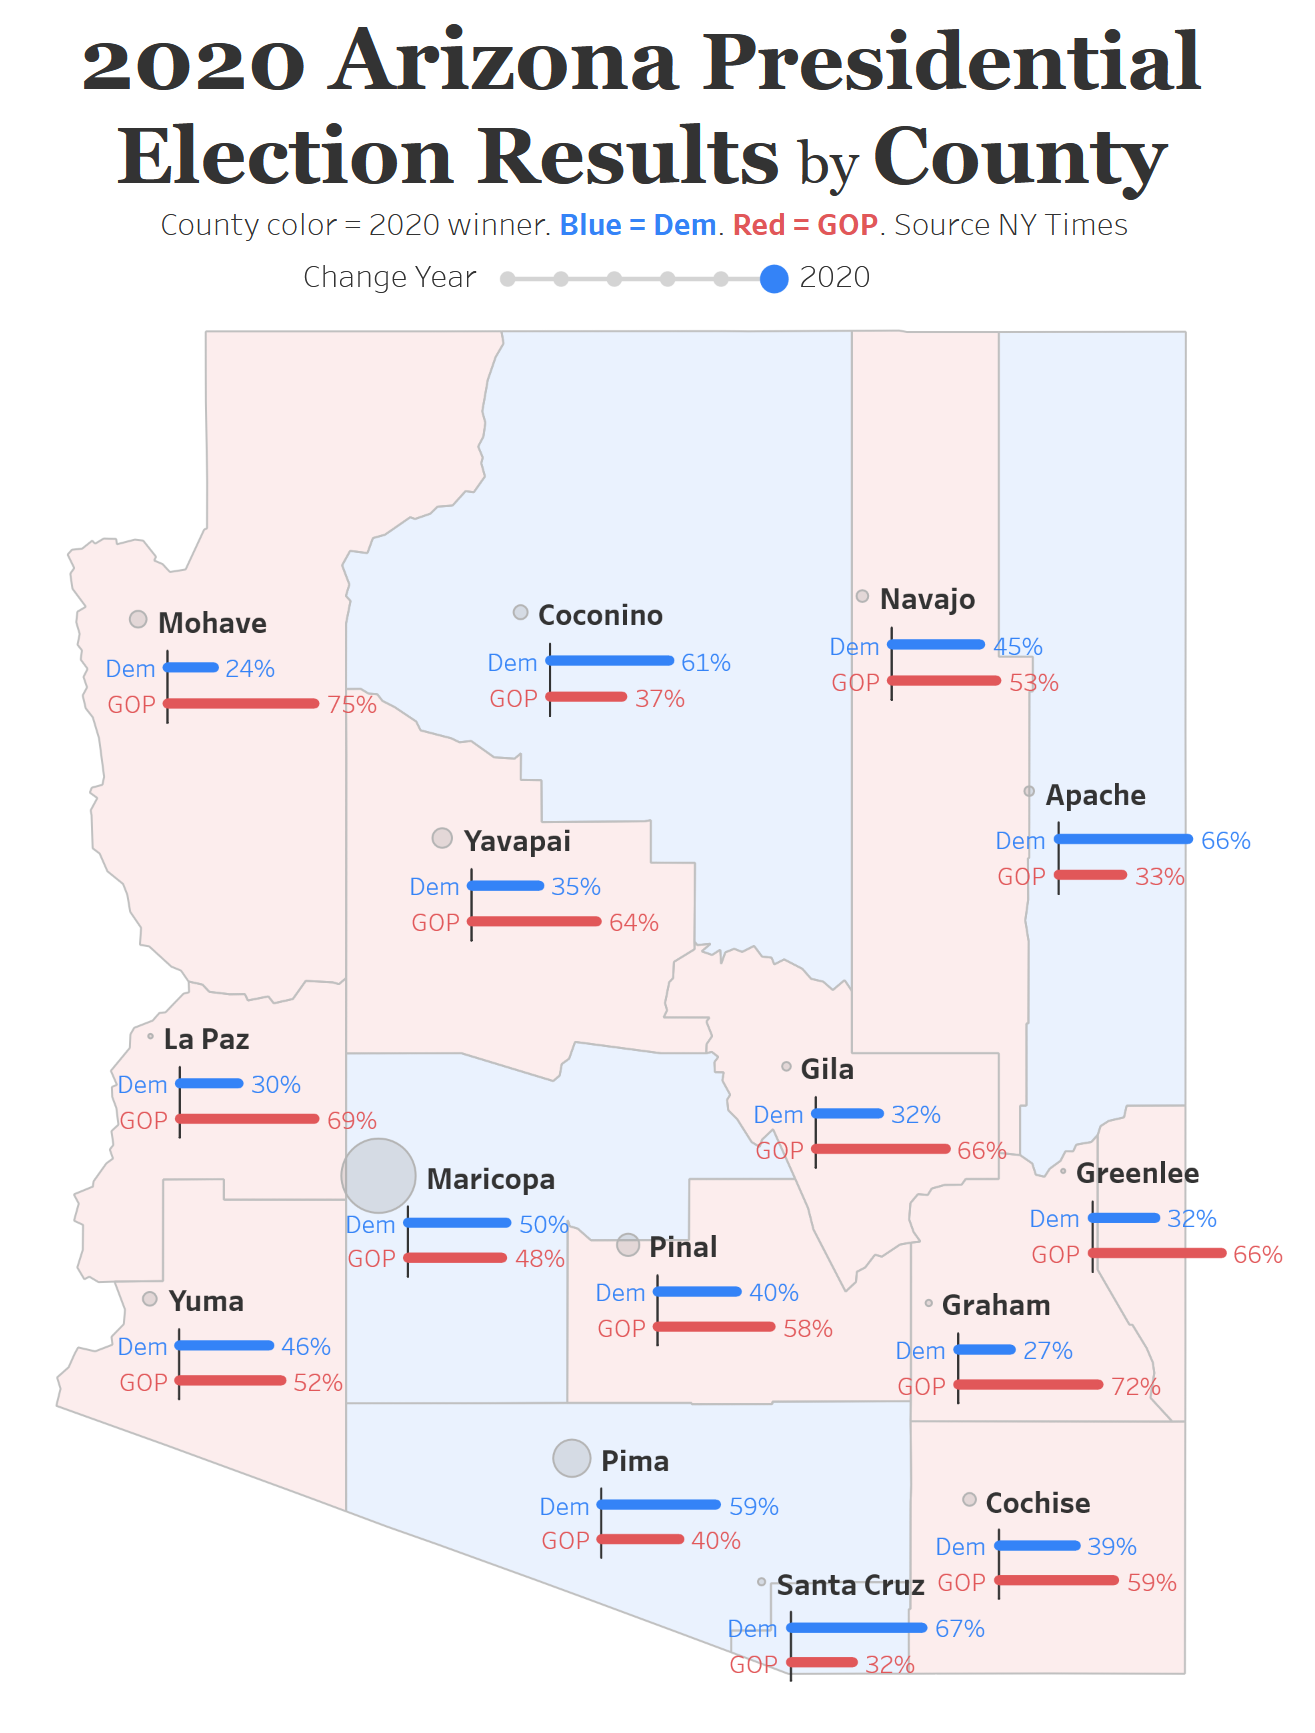 2020 Arizona Presidential
Election Results by County
County color = 2020 winner. Blue = Dem. Red = GOP. Source NY Times
Change Year 2020
Mohave
Dem 24%
GOP 75%
Coconino
Dem 61%
GOP 37%
Navajo
Dem 45%
GOP 53%
Apache
Dem 66%
GOP 33%
Yavapai
Dem 35%
GOP 64%
La Paz
Dem 30%
GOP 69%
Gila
Dem 32%
GOP 66%
Maricopa
Dem 50%
GOP 48%
Greenlee
Dem 32%
GOP 66%
Pinal
Dem 40%
GOP 58%
Yuma
Dem 46%
GOP 52%
Graham
Dem 27%
GOP 72%
Pima
Dem 59%
GOP 40%
Cochise
Dem 39%
GOP 59%
Santa Cruz
Dem 67%
GOP 32%